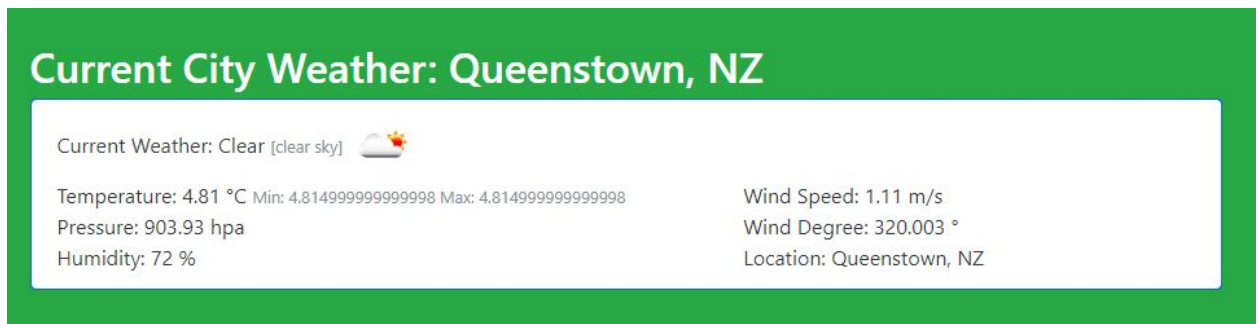 Current City Weather: Queenstown, NZ
Current Weather: Clear [clear sky]
Temperature: 4.81 °C Min: 4.814999999999998 Max: 4.814999999999998
Pressure: 903.93 hpa
Humidity: 72 %
Wind Speed: 1.11 m/s
Wind Degree: 320.003 °
Location: Queenstown, NZ